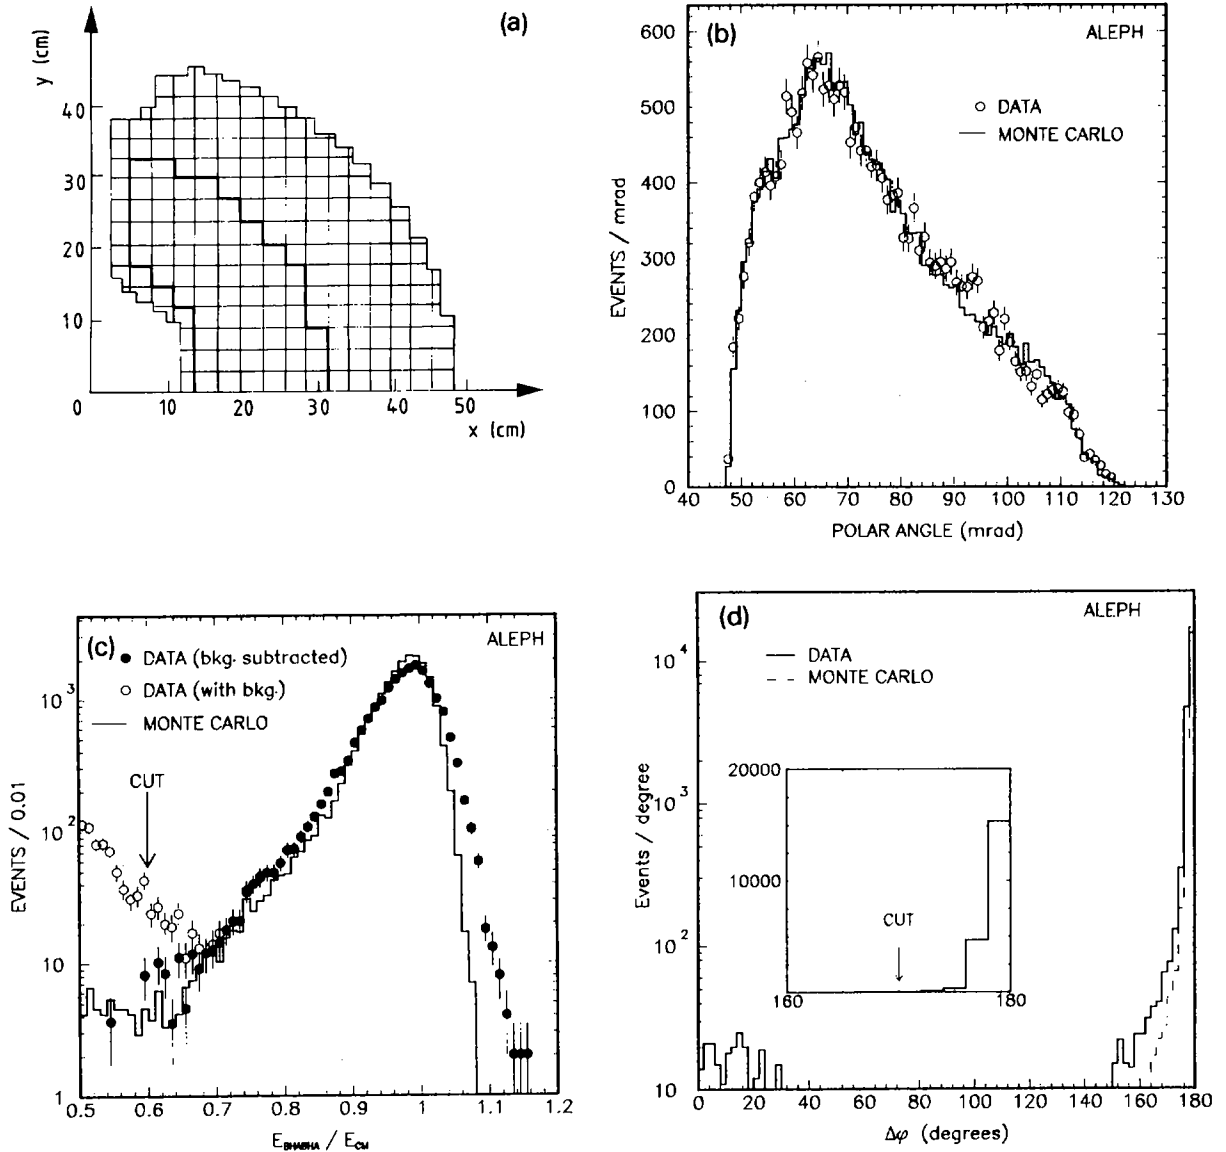 (a)
y (cm)
40
30
20
10
0 10 20 30 40 50
x (cm)
(b)
ALEPH
DATA
MONTE CARLO
EVENTS / mrad
600
500
400
300
200
100
0
40 50 60 70 80 90 100 110 120 130
POLAR ANGLE (mrad)
(c)
ALEPH
DATA (bkg. subtracted)
DATA (with bkg.)
MONTE CARLO
CUT
EVENTS / 0.01
10³
10²
10
1
0.5 0.6 0.7 0.8 0.9 1 1.1 1.2
E_BHABHA / E_CM
(d)
ALEPH
DATA
MONTE CARLO
Events / degree
10⁴
10³
10²
10
20000
10000
CUT
160 180
0 20 40 60 80 100 120 140 160 180
Δφ (degrees)